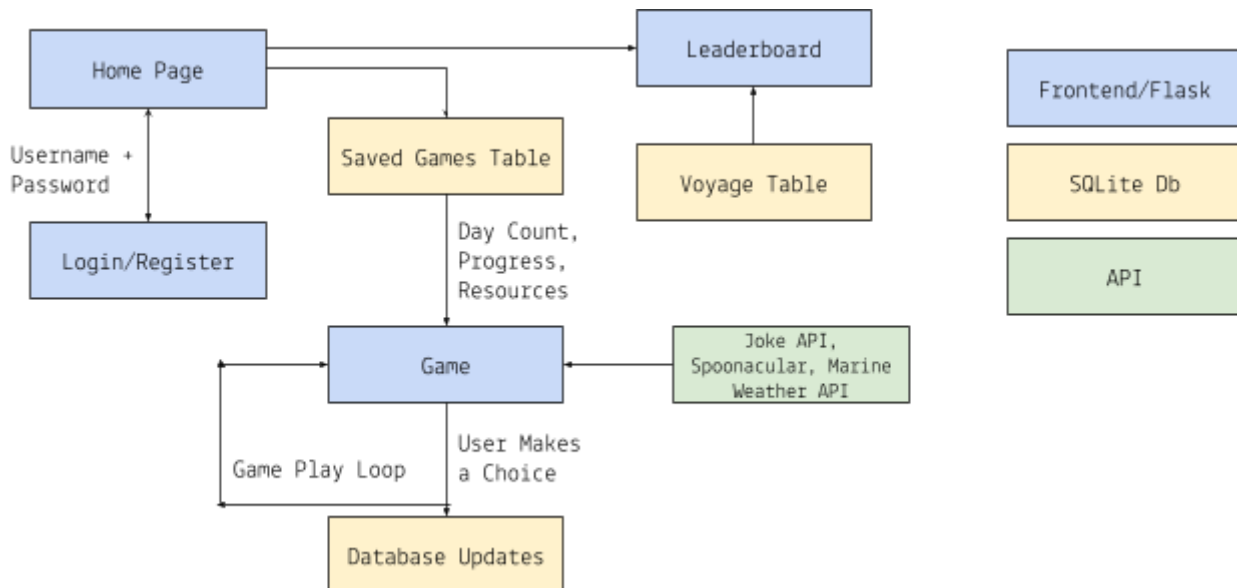 Home Page
Leaderboard
Frontend/Flask
Username +
Password
Saved Games Table
Voyage Table
SQLite Db
Login/Register
Day Count,
Progress,
Resources
API
Game
Joke API,
Spoonacular, Marine
Weather API
User Makes
a Choice
Game Play Loop
Database Updates